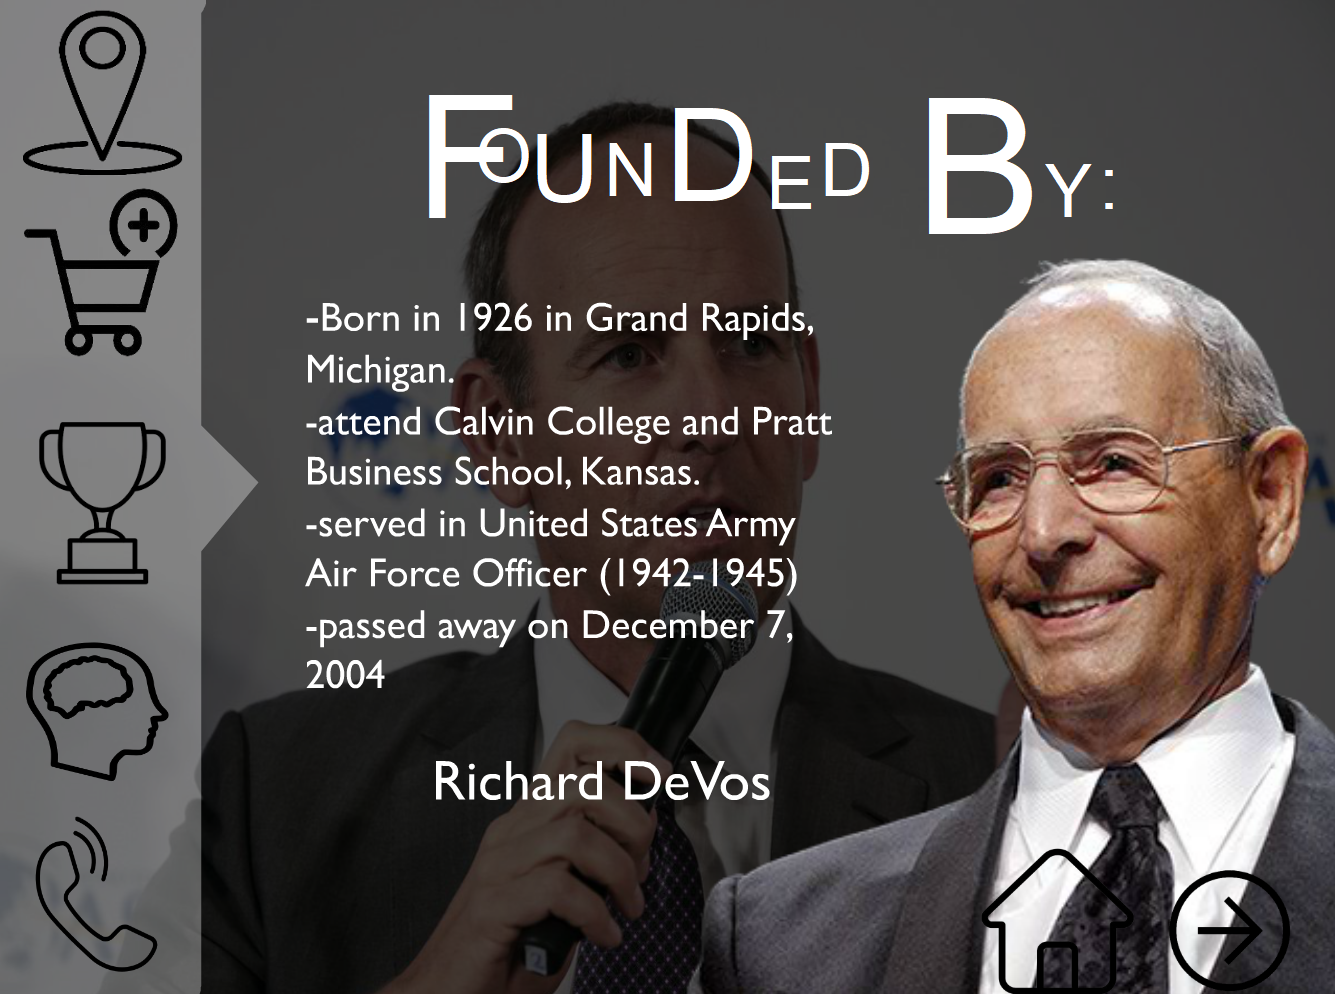 FOUNDED BY:
-Born in 1926 in Grand Rapids,
Michigan.
-attend Calvin College and Pratt
Business School, Kansas.
-served in United States Army
Air Force Officer (1942-1945)
-passed away on December 7,
2004
Richard DeVos